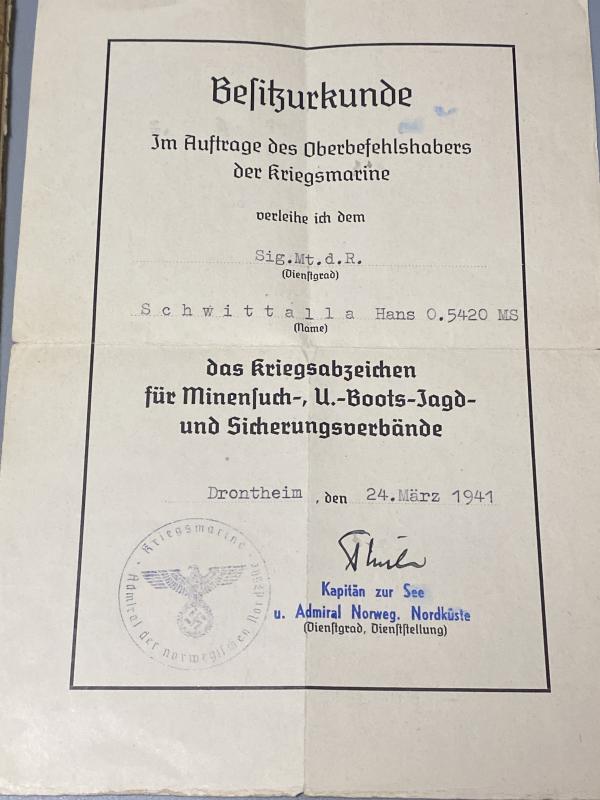 Besitzurkunde
Im Auftrage des Oberbefehlshabers
der Kriegsmarine
verleihe ich dem
Sig.Mt.d.R.
(Dienstgrad)
Schwittalla Hans O.5420 MS
(Name)
das Kriegsabzeichen
für Minensuch-, U.-Boots-Jagd-
und Sicherungsverbände
Drontheim, den 24.März 1941
Kriegsmarine
Admiral der norwegischen
Kapitän zur See
u. Admiral Norweg. Nordküste
(Dienstgrad, Dienststellung)